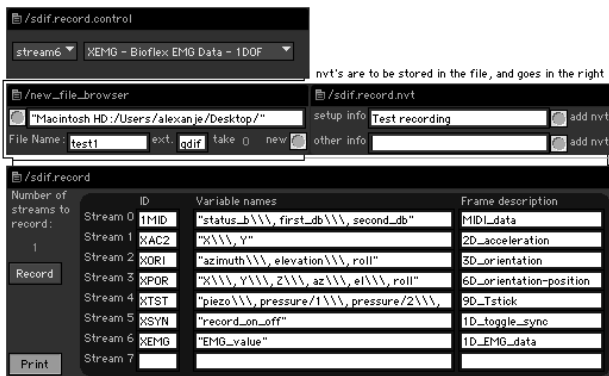 /sdif.record.control
stream6 XEMG - Bioflex EMG Data - 1DOF
nvt's are to be stored in the file, and goes in the right
/new_file_browser
"Macintosh HD:/Users/alexanje/Desktop/"
File Name: test1 ext. gdif take 0 new
/sdif.record.nvt
setup info Test recording add nvt
other info add nvt
/sdif.record
Number of
streams to
record:
1
Record
Print
ID Variable names Frame description
Stream 0 1MID "status_b\\\, first_db\\\, second_db" MIDI_data
Stream 1 XAC2 "X\\\, Y" 2D_acceleration
Stream 2 XORI "azimuth\\\, elevation\\\, roll" 3D_orientation
Stream 3 XPOR "X\\\, Y\\\, Z\\\, az\\\, el\\\, roll" 6D_orientation-position
Stream 4 XTST "piezo\\\, pressure/1\\\, pressure/2\\\, 9D_Tstick
Stream 5 XSYN "record_on_off" 1D_toggle_sync
Stream 6 XEMG "EMG_value" 1D_EMG_data
Stream 7